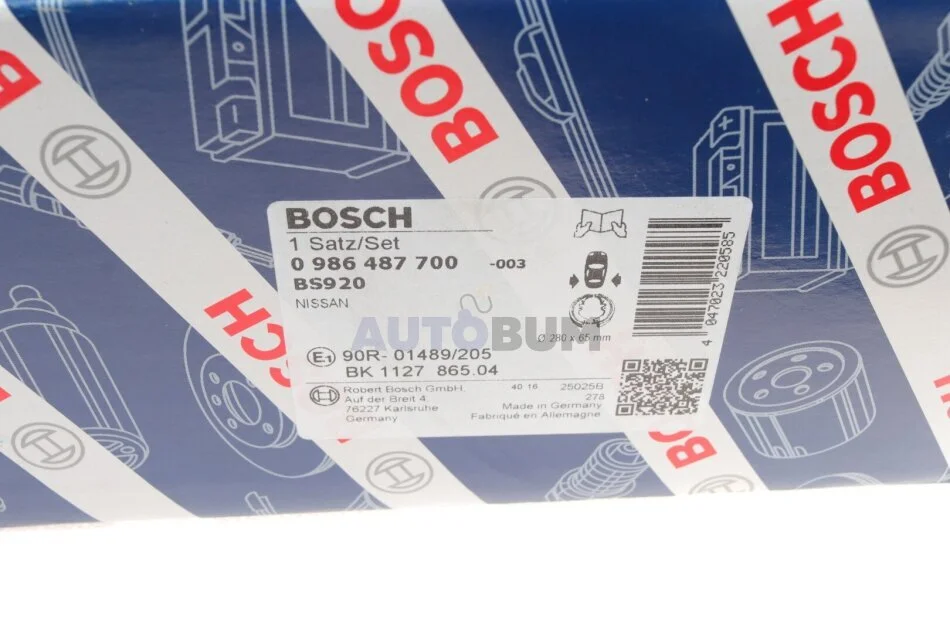 BOSCH
BOSCH
BOSCH
BOSCH
1 Satz/Set
0 986 487 700 -003
BS920
NISSAN
AUTOBUM
Ø 280 x 65 mm
E1 90R- 01489/205
BK 1127 865.04
Robert Bosch GmbH. 40 16 25025B
Auf der Breit 4. 278
76227 Karlsruhe Made in Germany
Germany Fabriqué en Allemagne
4 047023 220585
BOSCH
BOSCH